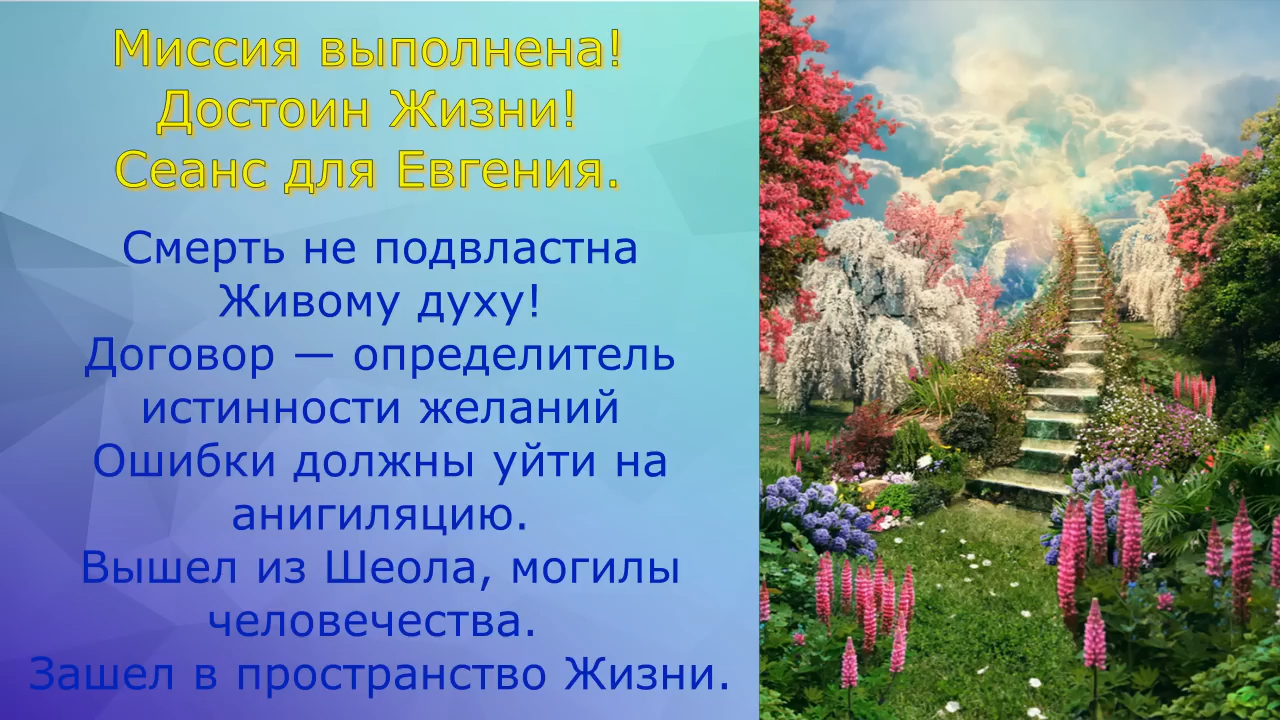 Миссия выполнена!
Достоин Жизни!
Сеанс для Евгения.
Смерть не подвластна
Живому духу!
Договор — определитель
истинности желаний
Ошибки должны уйти на
анигиляцию.
Вышел из Шеола, могилы
человечества.
Зашел в пространство Жизни.